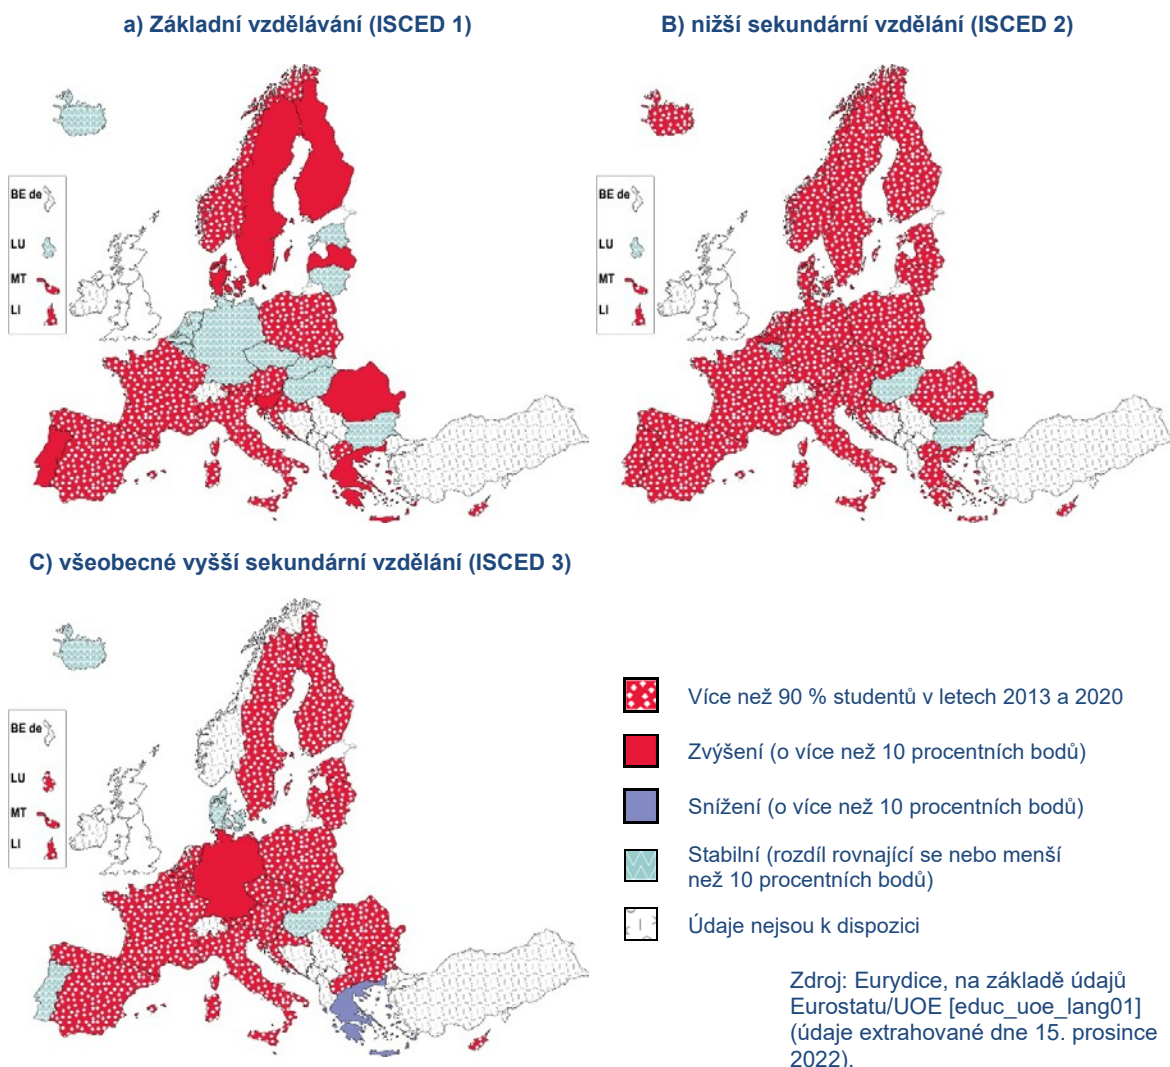 a) Základní vzdělávání (ISCED 1)
B) nižší sekundární vzdělání (ISCED 2)
BE de
LU
MT
LI
BE de
LU
MT
LI
C) všeobecné vyšší sekundární vzdělání (ISCED 3)
BE de
LU
MT
LI
Více než 90 % studentů v letech 2013 a 2020
Zvýšení (o více než 10 procentních bodů)
Snížení (o více než 10 procentních bodů)
Stabilní (rozdíl rovnající se nebo menší
než 10 procentních bodů)
Údaje nejsou k dispozici
Zdroj: Eurydice, na základě údajů
Eurostatu/UOE [educ_uoe_lang01]
(údaje extrahované dne 15. prosince
2022).